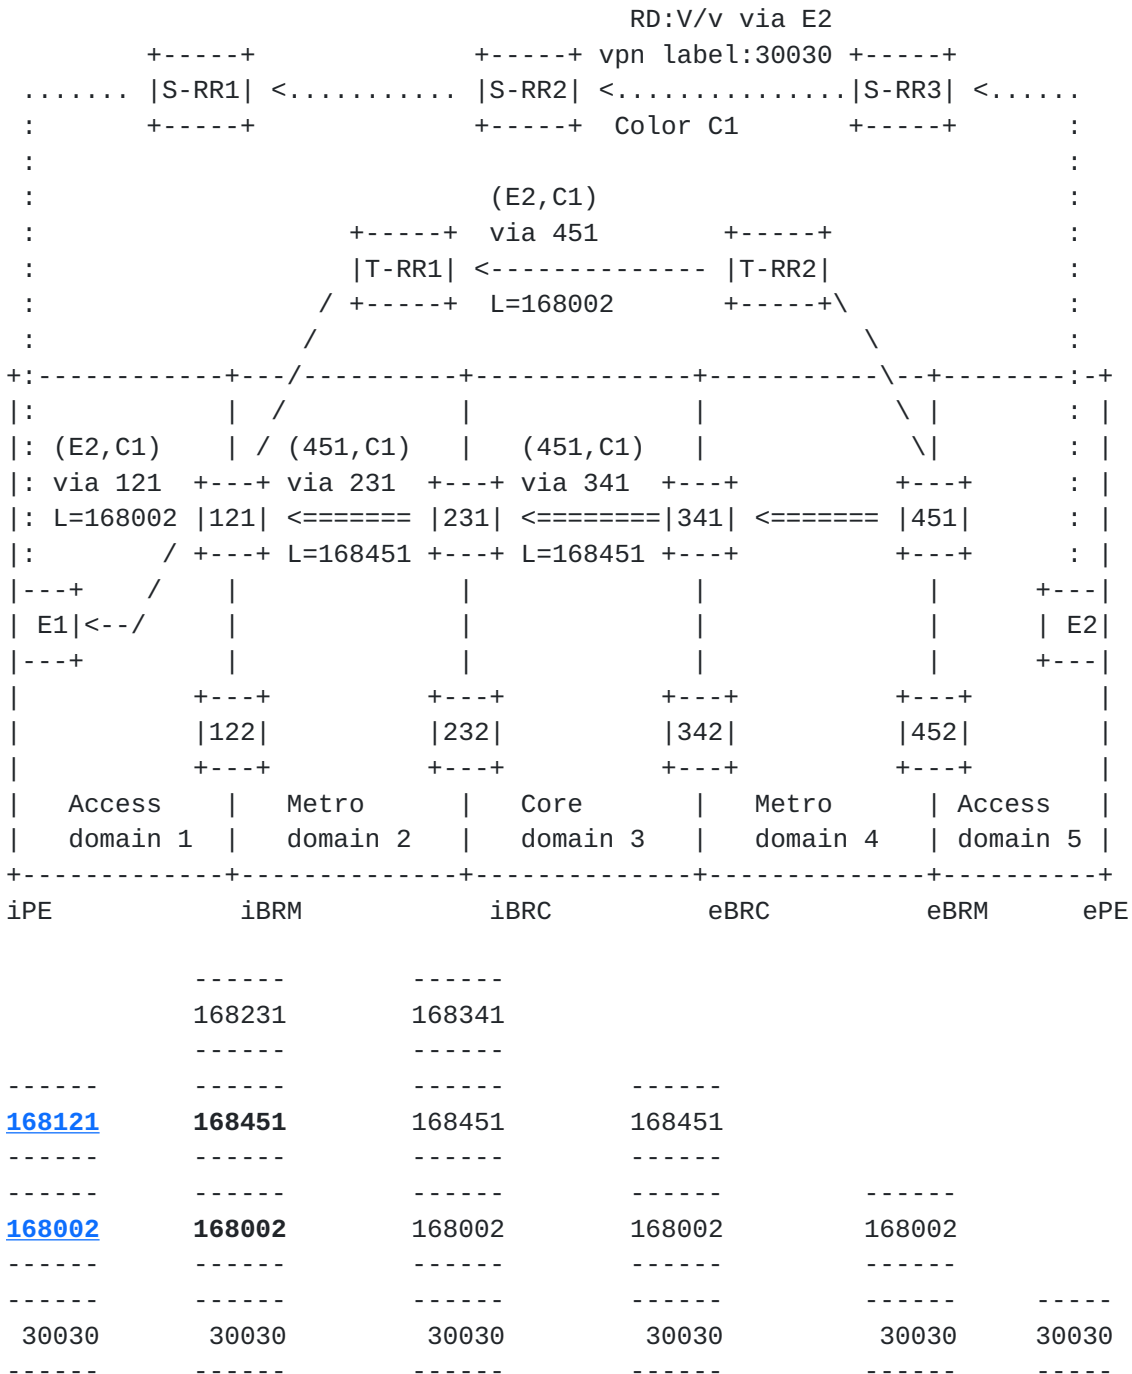 RD:V/v via E2
         +-----+              +-----+ vpn label:30030 +-----+
 ....... |S-RR1| <........... |S-RR2| <...............|S-RR3| <......
 :       +-----+              +-----+  Color C1       +-----+       :
 :                                                                  :
 :                             (E2,C1)                              :
 :                    +-----+  via 451        +-----+               :
 :                    |T-RR1| <-------------- |T-RR2|               :
 :                  / +-----+  L=168002       +-----+\              :
 :                 /                                   \            :
+:------------+---/----------+--------------+-----------\--+--------:-+
|:            |  /           |              |            \ |        : |
|: (E2,C1)    | / (451,C1)   |   (451,C1)   |             \|        : |
|: via 121  +---+ via 231  +---+ via 341  +---+          +---+      : |
|: L=168002 |121| <======= |231| <========|341| <======= |451|      : |
|:        / +---+ L=168451 +---+ L=168451 +---+          +---+      : |
|---+    /    |              |              |              |      +---|
| E1|<--/     |              |              |              |      | E2|
|---+         |              |              |              |      +---|
|           +---+          +---+          +---+          +---+        |
|           |122|          |232|          |342|          |452|        |
|           +---+          +---+          +---+          +---+        |
|   Access    |   Metro      |   Core       |   Metro      | Access   |
|   domain 1  |   domain 2   |   domain 3   |   domain 4   | domain 5 |
+-------------+--------------+--------------+--------------+----------+
iPE            iBRM            iBRC          eBRC          eBRM      ePE
            ------        ------
            168231        168341
            ------        ------
------      ------        ------        ------
168121      168451        168451        168451
------      ------        ------        ------
------      ------        ------        ------         ------
168002      168002        168002        168002         168002
------      ------        ------        ------         ------
------      ------        ------        ------         ------     -----
 30030       30030         30030         30030          30030     30030
------      ------        ------        ------         ------     -----